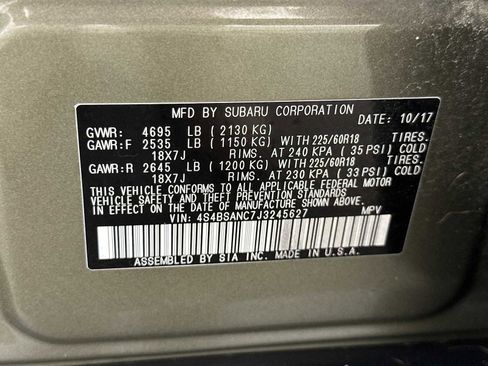 MFD BY SUBARU CORPORATION DATE: 10/17
GVWR: 4695 LB ( 2130 KG)
GAWR:F 2535 LB ( 1150 KG) WITH 225/60R18 TIRES.
18X7J RIMS. AT 240 KPA ( 35 PSI) COLD
GAWR:R 2645 LB ( 1200 KG) WITH 225/60R18 TIRES.
18X7J RIMS. AT 230 KPA ( 33 PSI) COLD
THIS VEHICLE CONFORMS TO ALL APPLICABLE FEDERAL MOTOR
VEHICLE SAFETY AND THEFT PREVENTION STANDARDS
IN EFFECT ON THE DATE OF MANUFACTURE SHOWN ABOVE.
VIN: 4S4BSANC7J3245627 MPV
ASSEMBLED BY SIA INC. MADE IN U.S.A.